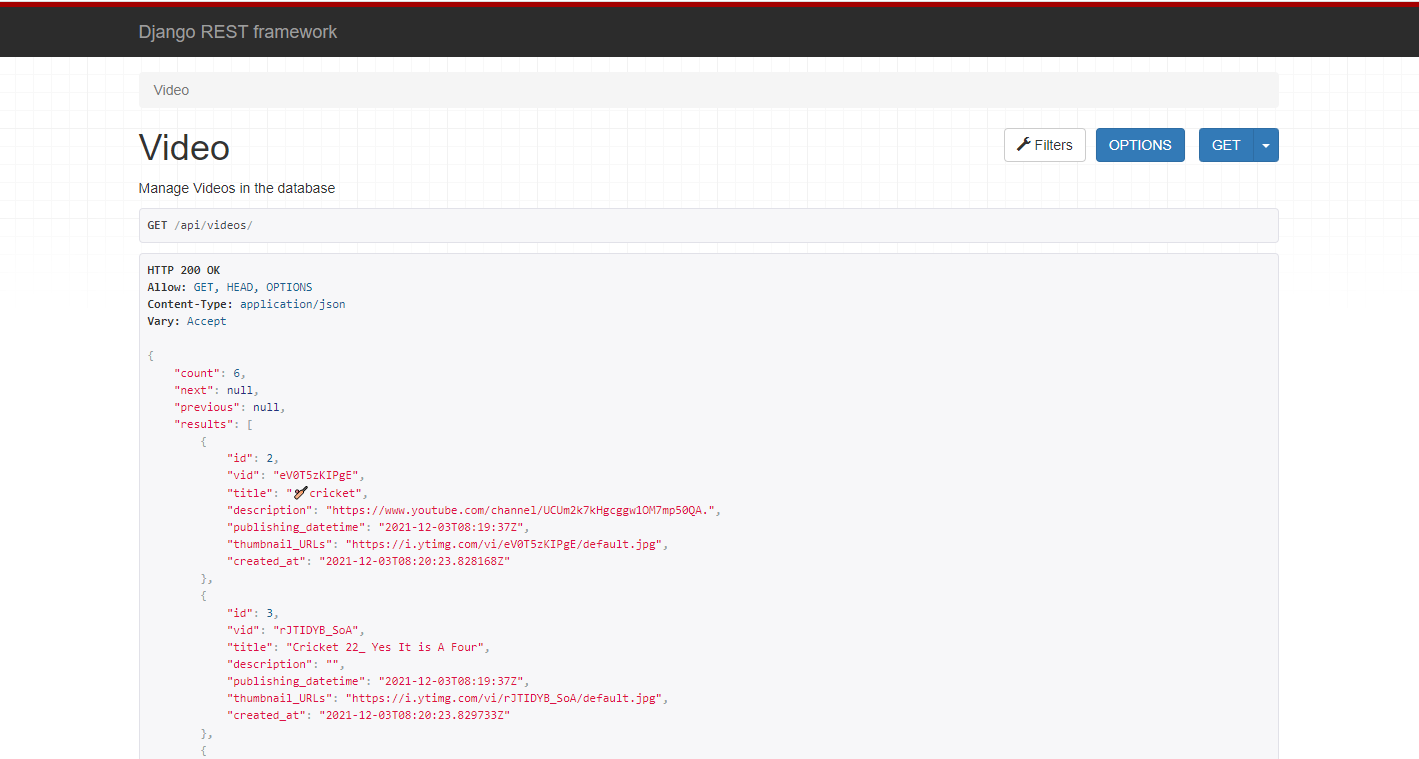 Django REST framework
Video
Video
Filters
OPTIONS
GET
Manage Videos in the database
GET /api/videos/
HTTP 200 OK
Allow: GET, HEAD, OPTIONS
Content-Type: application/json
Vary: Accept
{
"count": 6,
"next": null,
"previous": null,
"results": [
{
"id": 2,
"vid": "eV0T5zKIPgE",
"title": "🏏cricket",
"description": "https://www.youtube.com/channel/UCUm2k7kHgcggw1OM7mp50QA.",
"publishing_datetime": "2021-12-03T08:19:37Z",
"thumbnail_URLs": "https://i.ytimg.com/vi/eV0T5zKIPgE/default.jpg",
"created_at": "2021-12-03T08:20:23.828168Z"
},
{
"id": 3,
"vid": "rJTIDYB_SoA",
"title": "Cricket 22_ Yes It is A Four",
"description": "",
"publishing_datetime": "2021-12-03T08:19:37Z",
"thumbnail_URLs": "https://i.ytimg.com/vi/rJTIDYB_SoA/default.jpg",
"created_at": "2021-12-03T08:20:23.829733Z"
},
{